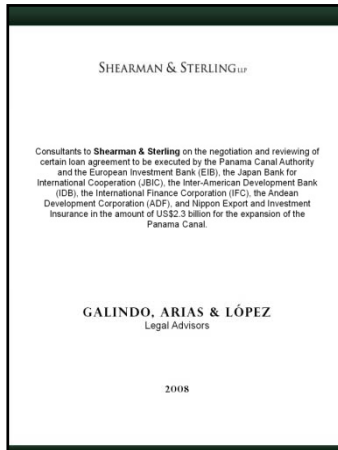 SHEARMAN & STERLING LLP
Consultants to Shearman & Sterling on the negotiation and reviewing of
certain loan agreement to be executed by the Panama Canal Authority
and the European Investment Bank (EIB), the Japan Bank for
International Cooperation (JBIC), the Inter-American Development Bank
(IDB), the International Finance Corporation (IFC), the Andean
Development Corporation (ADF), and Nippon Export and Investment
Insurance in the amount of US$2.3 billion for the expansion of the
Panama Canal.
GALINDO, ARIAS & LÓPEZ
Legal Advisors
2008